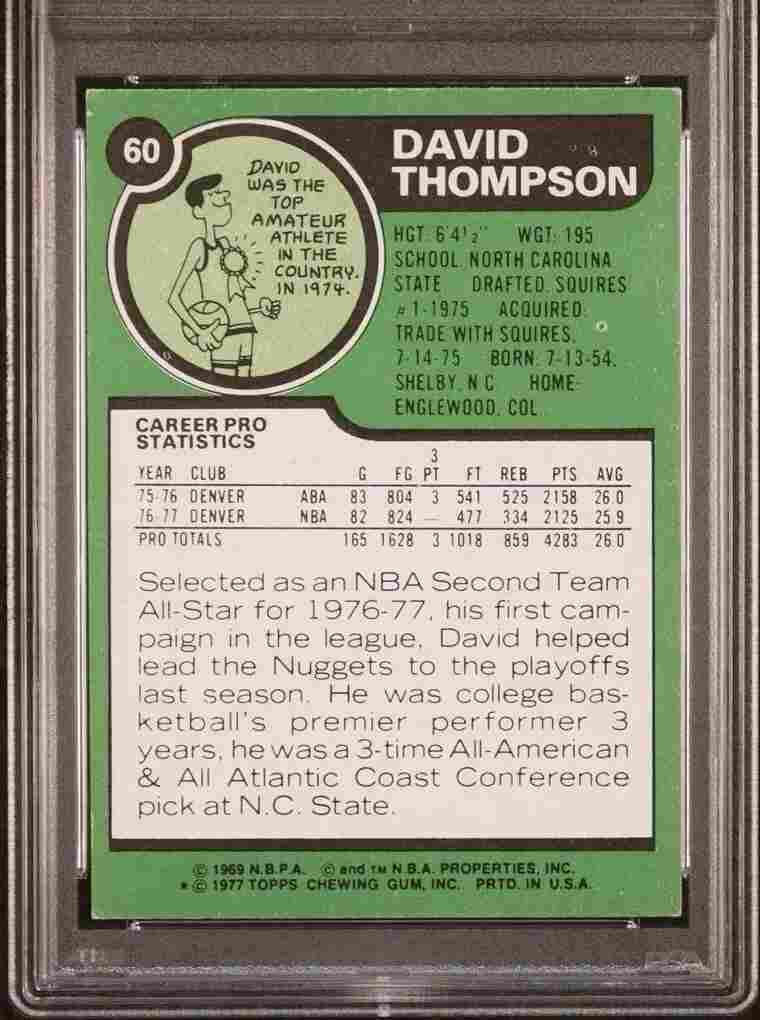 60
DAVID
WAS THE
TOP
AMATEUR
ATHLETE
IN THE
COUNTRY.
IN 1974.
DAVID
THOMPSON
HGT: 6'4½" WGT: 195
SCHOOL: NORTH CAROLINA
STATE DRAFTED: SQUIRES
#1-1975 ACQUIRED:
TRADE WITH SQUIRES,
7-14-75 BORN: 7-13-54,
SHELBY, N.C. HOME:
ENGLEWOOD, COL.
CAREER PRO
STATISTICS
YEAR CLUB G FG 3 PT FT REB PTS AVG
75-76 DENVER ABA 83 804 3 541 525 2158 26.0
76-77 DENVER NBA 82 824 — 477 334 2125 25.9
PRO TOTALS 165 1628 3 1018 859 4283 26.0
Selected as an NBA Second Team
All-Star for 1976-77, his first cam-
paign in the league, David helped
lead the Nuggets to the playoffs
last season. He was college bas-
ketball's premier performer 3
years, he was a 3-time All-American
& All Atlantic Coast Conference
pick at N.C. State.
© 1969 N.B.P.A. © and TM N.B.A. PROPERTIES, INC.
* © 1977 TOPPS CHEWING GUM, INC. PRTD. IN U.S.A.